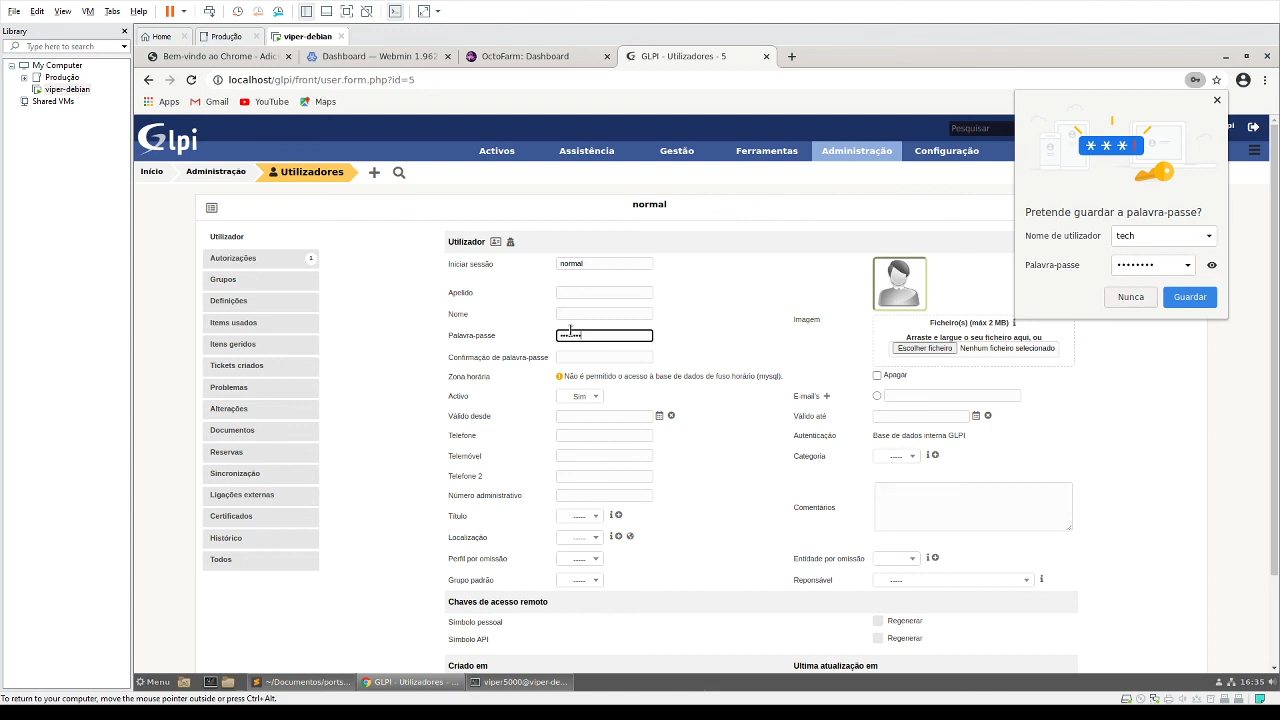 File Edit View VM Tabs Help
Library
Type here to search
My Computer
Produção
viper-debian
Shared VMs
Home
Produção
viper-debian
Bem-vindo ao Chrome - Adic
Dashboard — Webmin 1.962
OctoFarm: Dashboard
GLPI - Utilizadores - 5
localhost/glpi/front/user.form.php?id=5
Apps Gmail YouTube Maps
Glpi
Pesquisar
Activos Assistência Gestão Ferramentas Administração Configuração
Início Administração Utilizadores
normal
Utilizador
Autorizações 1
Grupos
Definições
Items usados
Itens geridos
Tickets criados
Problemas
Alterações
Documentos
Reservas
Sincronização
Ligações externas
Certificados
Histórico
Todos
Utilizador
Iniciar sessão normal
Apelido
Nome
Palavra-passe
Confirmação de palavra-passe
Zona horária Não é permitido o acesso à base de dados de fuso horário (mysql).
Activo Sim
Válido desde
Telefone
Telemóvel
Telefone 2
Número administrativo
Título -----
Localização -----
Perfil por omissão -----
Grupo padrão -----
Imagem
Ficheiro(s) (máx 2 MB)
Arraste e largue o seu ficheiro aqui, ou
Escolher ficheiro Nenhum ficheiro selecionado
Apagar
E-mail's
Válido até
Autenticação Base de dados interna GLPI
Categoria -----
Comentários
Entidade por omissão
Reponsável -----
Chaves de acesso remoto
Símbolo pessoal Regenerar
Simbolo API Regenerar
Criado em Ultima atualização em
Pretende guardar a palavra-passe?
Nome de utilizador tech
Palavra-passe ••••••••
Nunca Guardar
Menu
~/Documentos/ports...
GLPI - Utilizadores - ...
viper5000@viper-de...
16:35
To return to your computer, move the mouse pointer outside or press Ctrl+Alt.